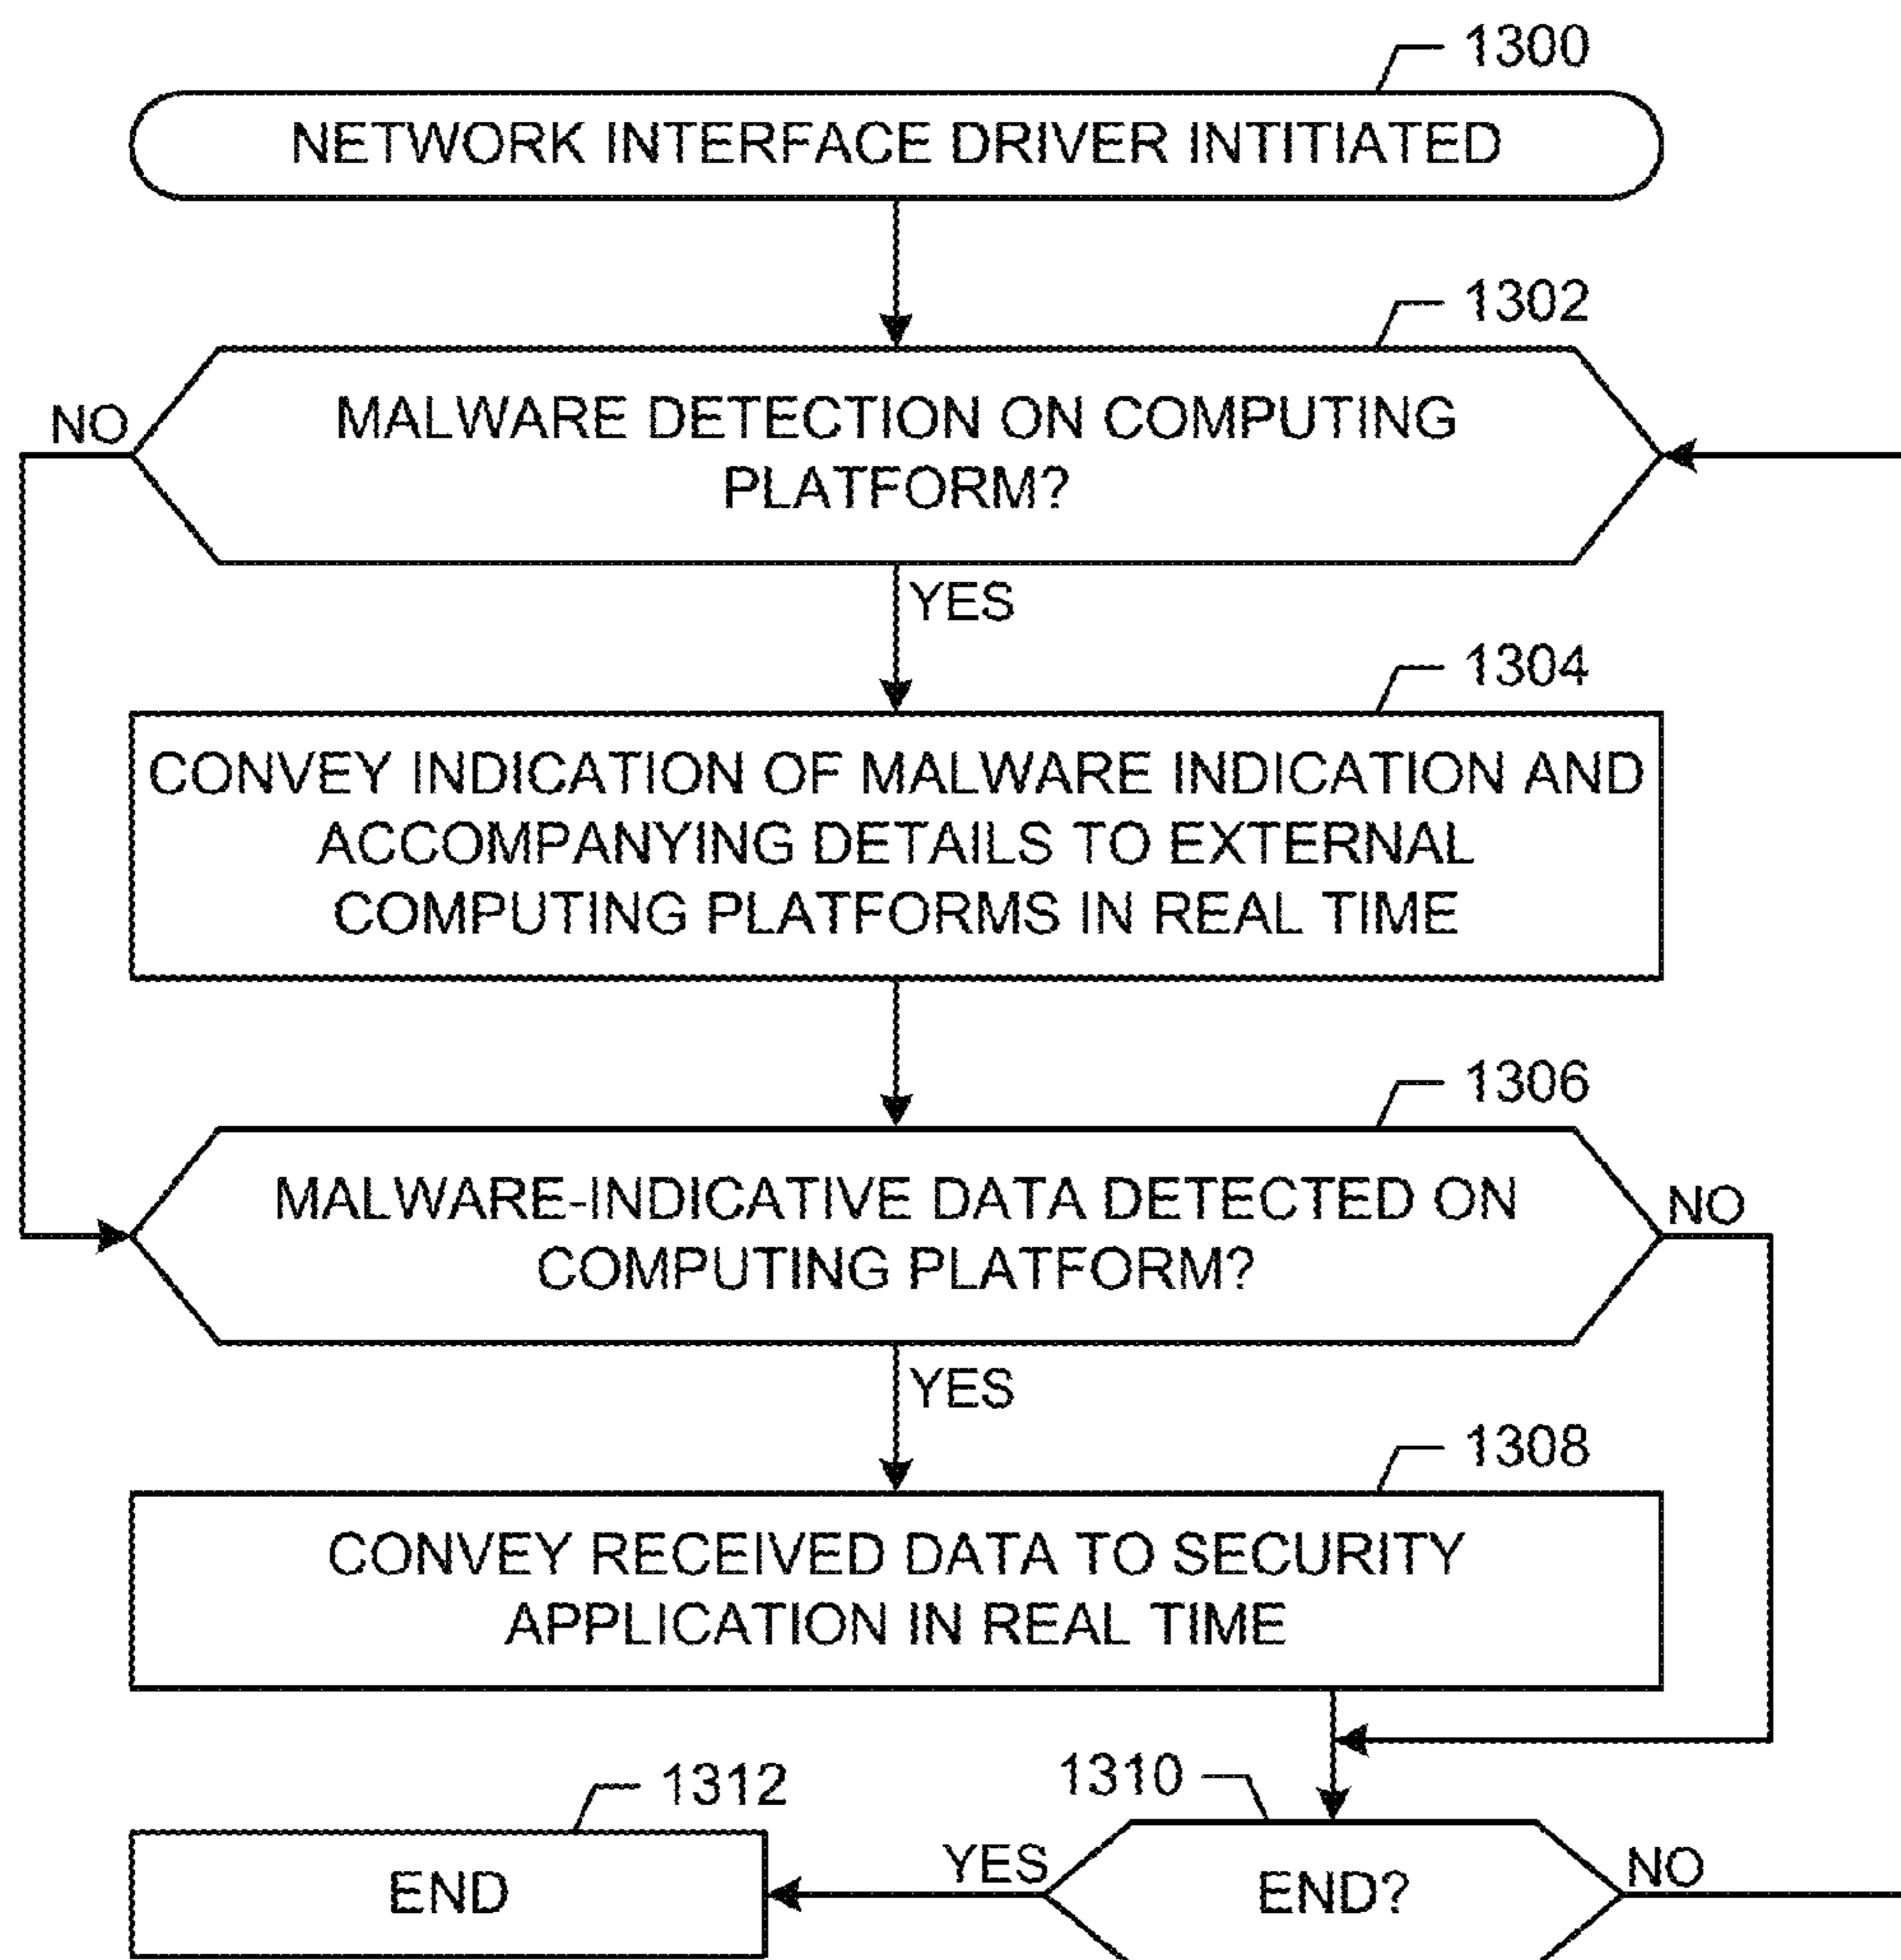 1300
NETWORK INTERFACE DRIVER INTITIATED
1302
NO
MALWARE DETECTION ON COMPUTING
PLATFORM?
YES
1304
CONVEY INDICATION OF MALWARE INDICATION AND
ACCOMPANYING DETAILS TO EXTERNAL
COMPUTING PLATFORMS IN REAL TIME
1306
MALWARE-INDICATIVE DATA DETECTED ON
COMPUTING PLATFORM?
NO
YES
1308
CONVEY RECEIVED DATA TO SECURITY
APPLICATION IN REAL TIME
1310
1312
END?
YES
NO
END